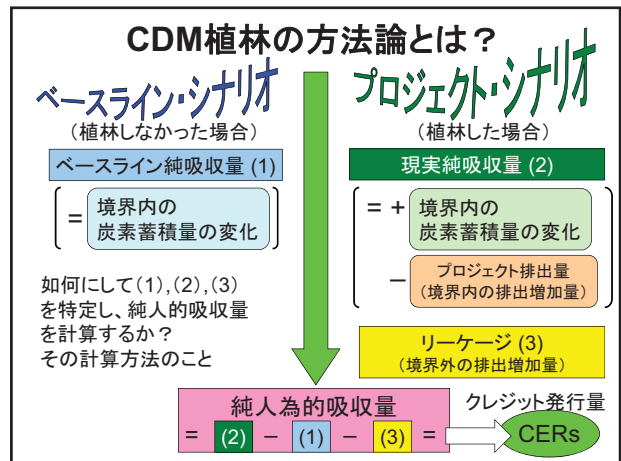 CDM植林の方法論とは？
ベースライン・シナリオ
（植林しなかった場合）
ベースライン純吸収量 (1)
= 境界内の
炭素蓄積量の変化
如何にして(1),(2),(3)
を特定し、純人的吸収量
を計算するか？
その計算方法のこと
プロジェクト・シナリオ
（植林した場合）
現実純吸収量 (2)
= + 境界内の
炭素蓄積量の変化
− プロジェクト排出量
（境界内の排出増加量）
リーケージ (3)
（境界外の排出増加量）
純人為的吸収量
= (2) − (1) − (3) =
クレジット発行量
CERs